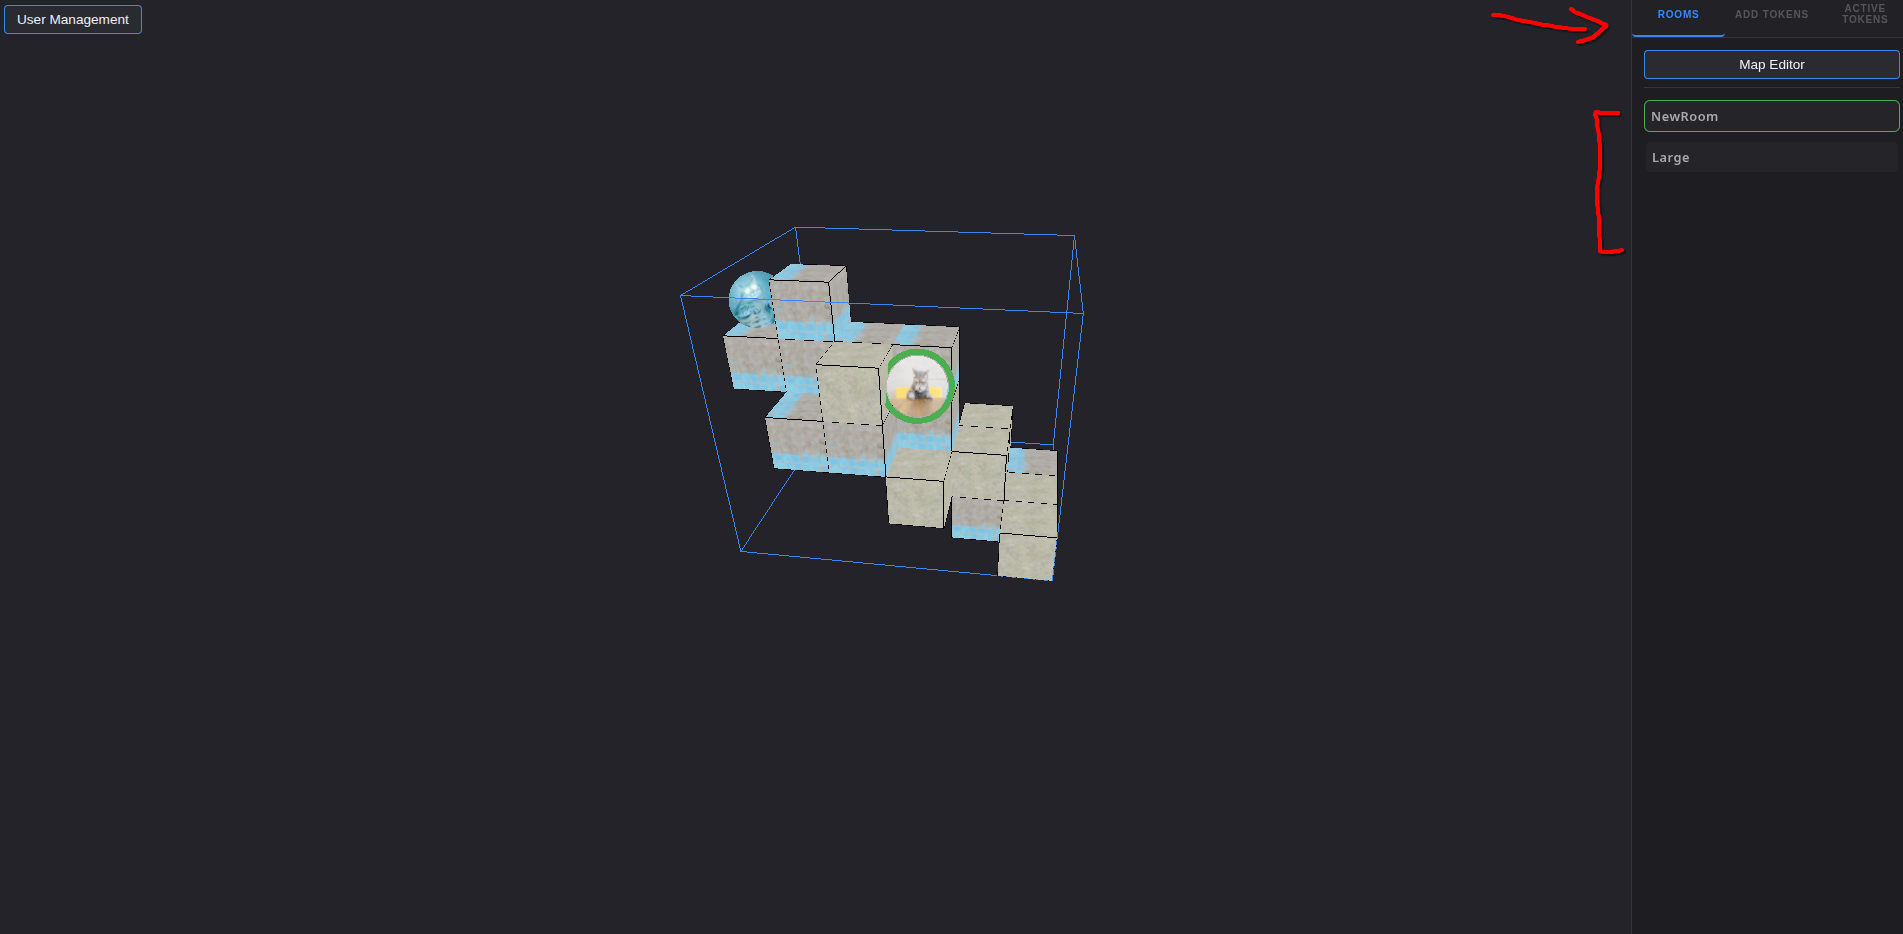 User Management
ROOMS
ADD TOKENS
ACTIVE
TOKENS
Map Editor
NewRoom
Large